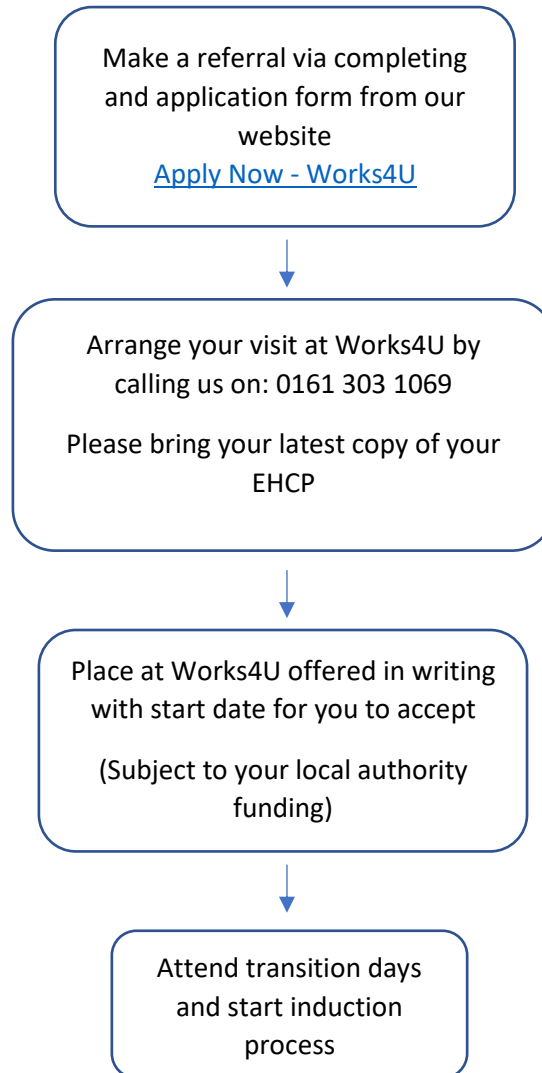 Make a referral via completing
and application form from our
website
Apply Now - Works4U
Arrange your visit at Works4U by
calling us on: 0161 303 1069
Please bring your latest copy of your
EHCP
Place at Works4U offered in writing
with start date for you to accept
(Subject to your local authority
funding)
Attend transition days
and start induction
process